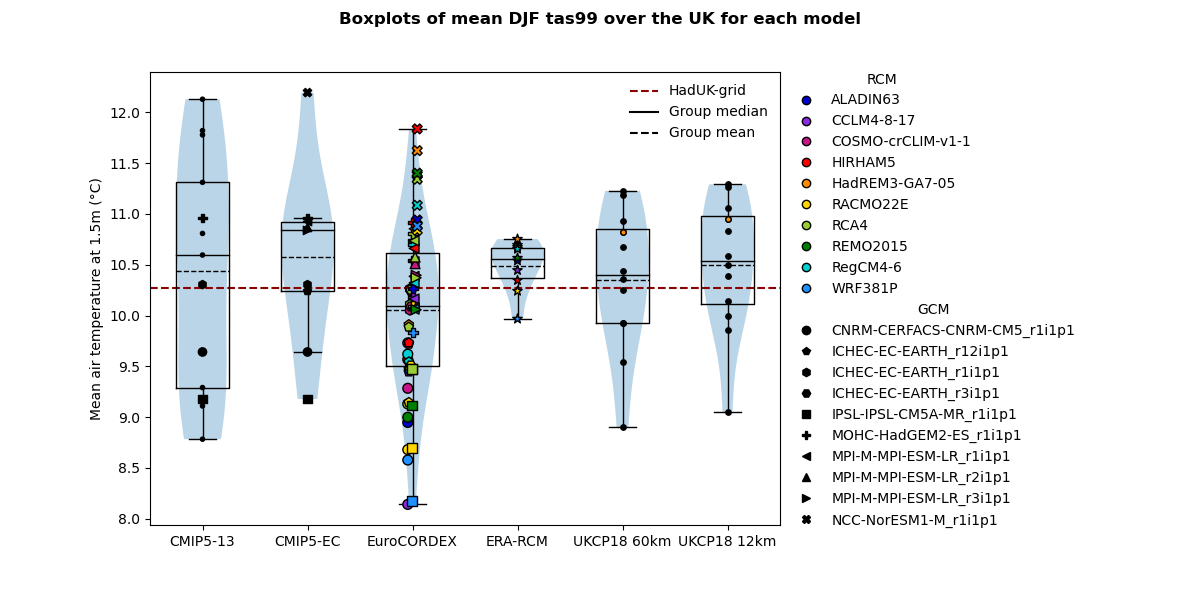 Boxplots of mean DJF tas99 over the UK for each model
Mean air temperature at 1.5m (°C)
12.0
11.5
11.0
10.5
10.0
9.5
9.0
8.5
8.0
CMIP5-13
CMIP5-EC
EuroCORDEX
ERA-RCM
UKCP18 60km
UKCP18 12km
HadUK-grid
Group median
Group mean
RCM
ALADIN63
CCLM4-8-17
COSMO-crCLIM-v1-1
HIRHAM5
HadREM3-GA7-05
RACMO22E
RCA4
REMO2015
RegCM4-6
WRF381P
GCM
CNRM-CERFACS-CNRM-CM5_r1i1p1
ICHEC-EC-EARTH_r12i1p1
ICHEC-EC-EARTH_r1i1p1
ICHEC-EC-EARTH_r3i1p1
IPSL-IPSL-CM5A-MR_r1i1p1
MOHC-HadGEM2-ES_r1i1p1
MPI-M-MPI-ESM-LR_r1i1p1
MPI-M-MPI-ESM-LR_r2i1p1
MPI-M-MPI-ESM-LR_r3i1p1
NCC-NorESM1-M_r1i1p1